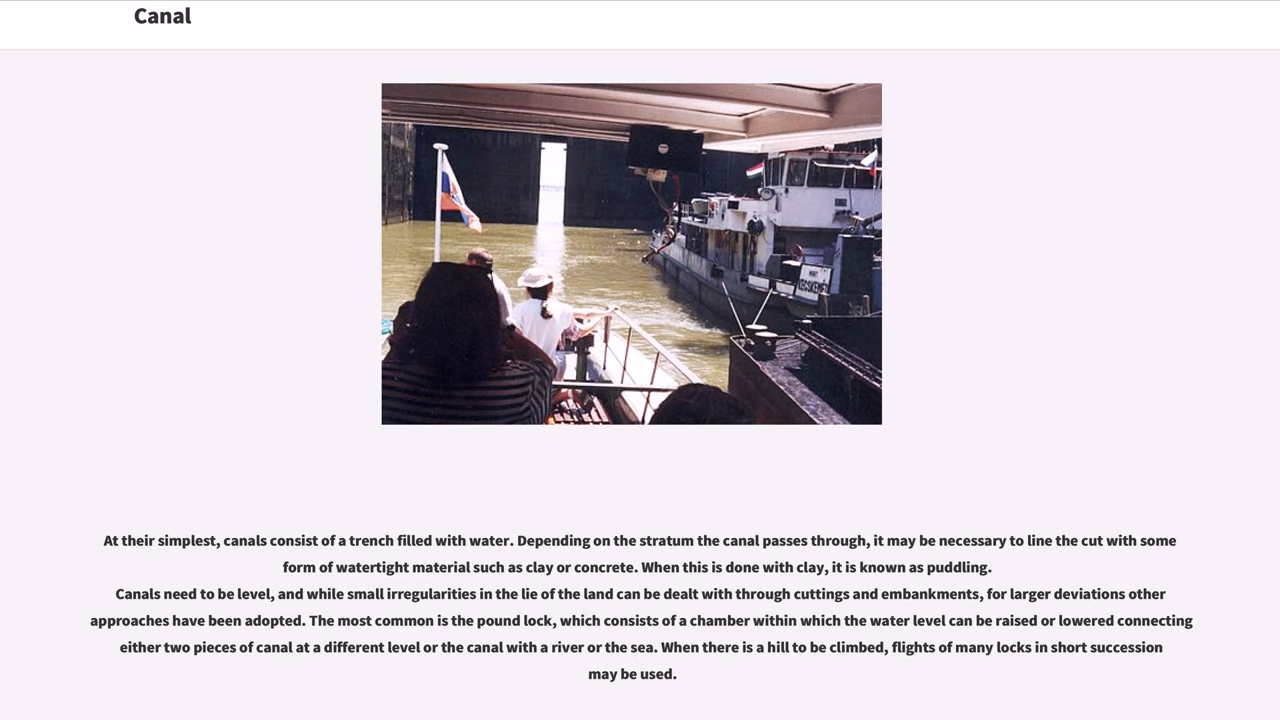 Canal
KECSKEMÉT
At their simplest, canals consist of a trench filled with water. Depending on the stratum the canal passes through, it may be necessary to line the cut with some
form of watertight material such as clay or concrete. When this is done with clay, it is known as puddling.
Canals need to be level, and while small irregularities in the lie of the land can be dealt with through cuttings and embankments, for larger deviations other
approaches have been adopted. The most common is the pound lock, which consists of a chamber within which the water level can be raised or lowered connecting
either two pieces of canal at a different level or the canal with a river or the sea. When there is a hill to be climbed, flights of many locks in short succession
may be used.